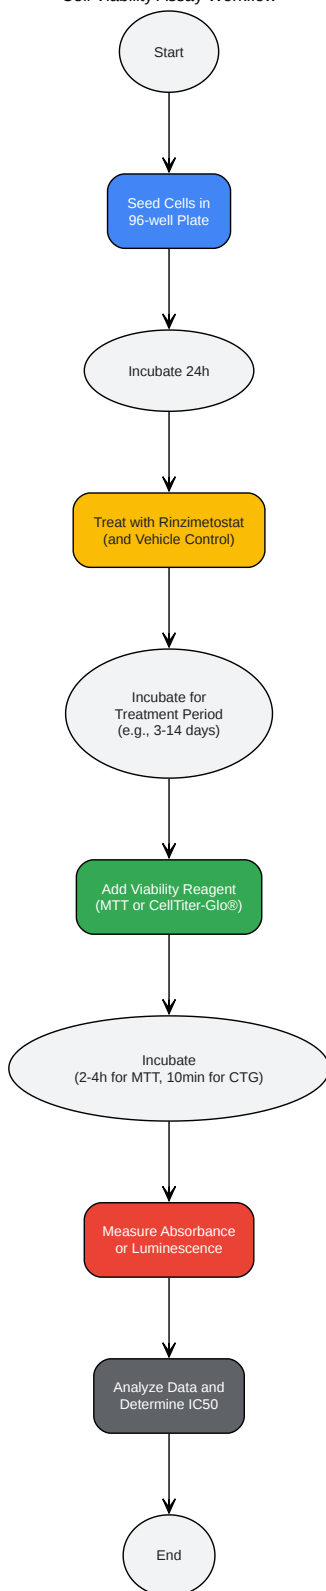 Cell Viability Assay Workflow
Start
Seed Cells in
96-well Plate
Incubate 24h
Treat with Rinzimetostat
(and Vehicle Control)
Incubate for
Treatment Period
(e.g., 3-14 days)
Add Viability Reagent
(MTT or CellTiter-Glo®)
Incubate
(2-4h for MTT, 10min for CTG)
Measure Absorbance
or Luminescence
Analyze Data and
Determine IC50
End